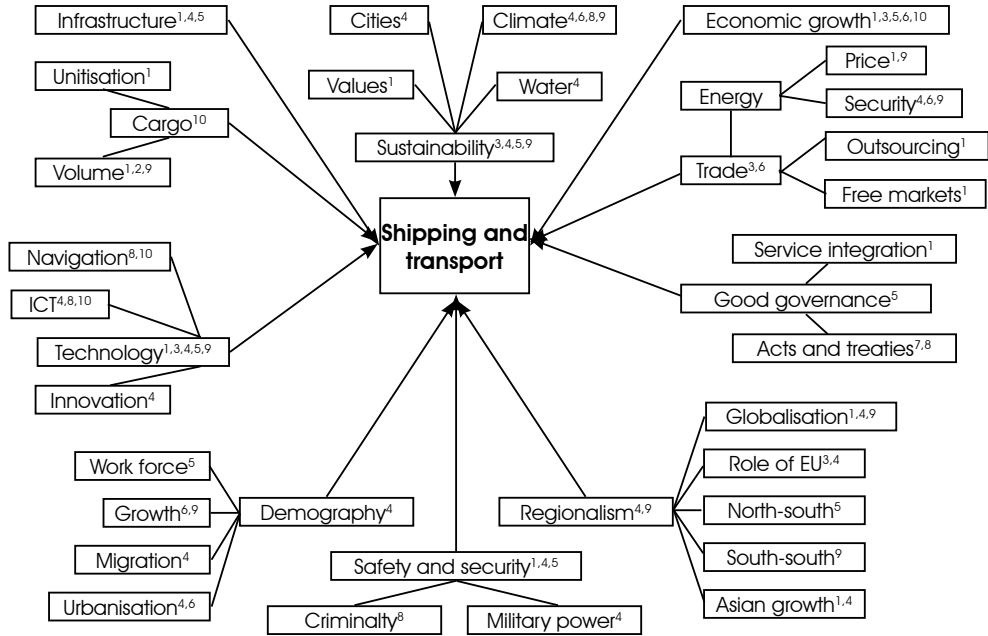 Infrastructure1,4,5
Cities4
Climate4,6,8,9
Economic growth1,3,5,6,10
Unitisation1
Values1
Water4
Price1,9
Energy
Security4,6,9
Cargo10
Sustainability3,4,5,9
Outsourcing1
Volume1,2,9
Trade3,6
Free markets1
Shipping and
transport
Navigation8,10
Service integration1
ICT4,8,10
Good governance5
Technology1,3,4,5,9
Acts and treaties7,8
Innovation4
Globalisation1,4,9
Work force5
Role of EU3,4
Growth6,9
Demography4
Regionalism4,9
North-south5
Migration4
Safety and security1,4,5
South-south9
Urbanisation4,6
Criminalty8
Military power4
Asian growth1,4